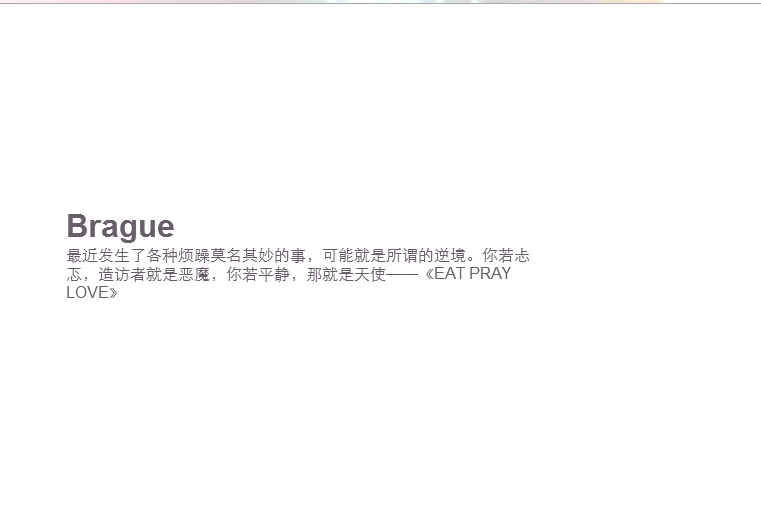 Brague
最近发生了各种烦躁莫名其妙的事，可能就是所谓的逆境。你若忐
忑，造访者就是恶魔，你若平静，那就是天使——《EAT PRAY
LOVE》